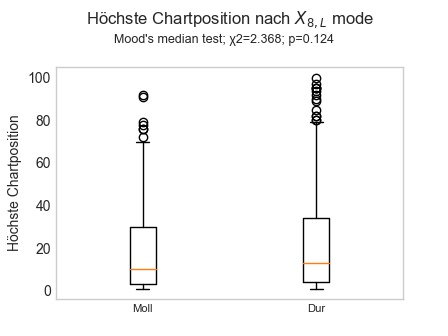 Höchste Chartposition nach X8, L mode
Mood's median test; χ2=2.368; p=0.124
Höchste Chartposition
100
80
60
40
20
0
Moll
Dur